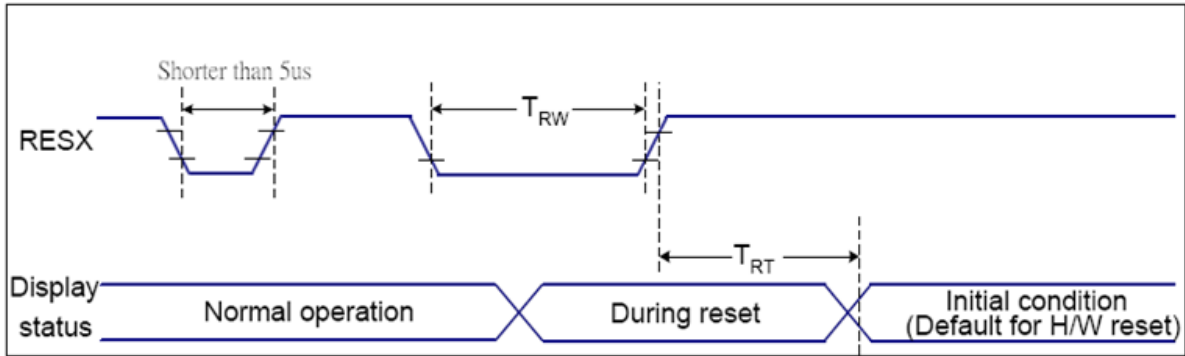 Shorter than 5us
RESX
TRW
TRT
Display
status
Normal operation
During reset
Initial condition
(Default for H/W reset)